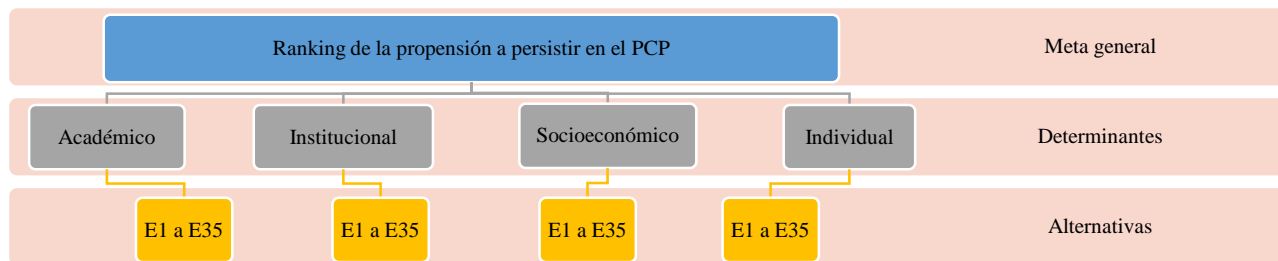 Ranking de la propensión a persistir en el PCP
Meta general
Académico
Institucional
Socioeconómico
Individual
Determinantes
E1 a E35
E1 a E35
E1 a E35
E1 a E35
Alternativas